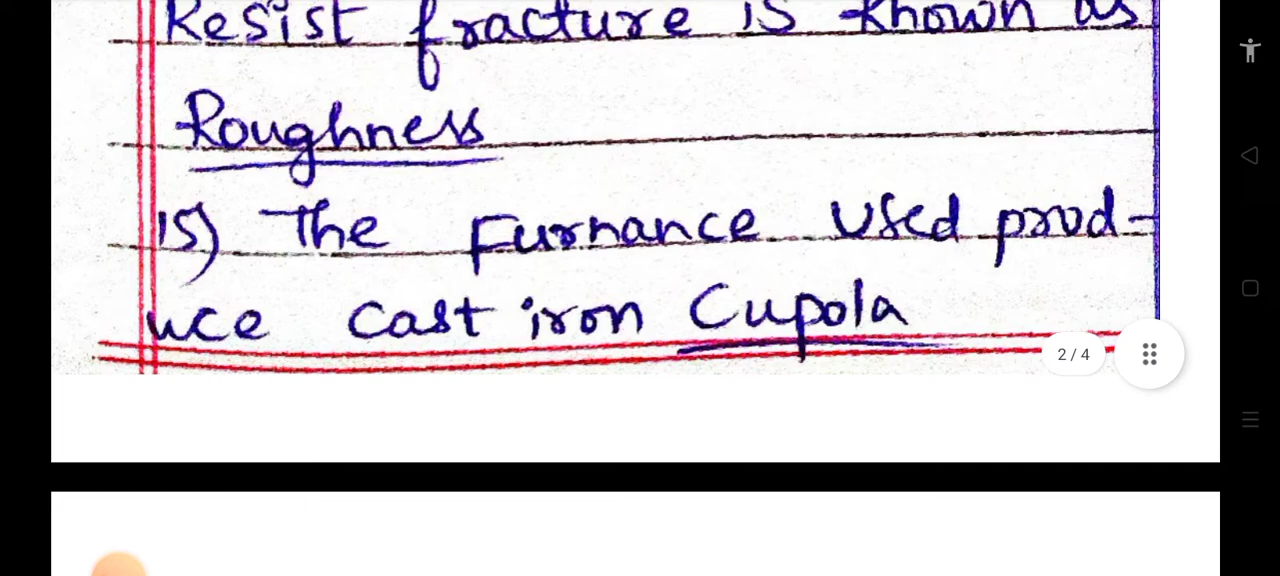 Resist fracture is known as
Roughness
15) The Furnance Used prod-
uce cast iron Cupola
2 / 4